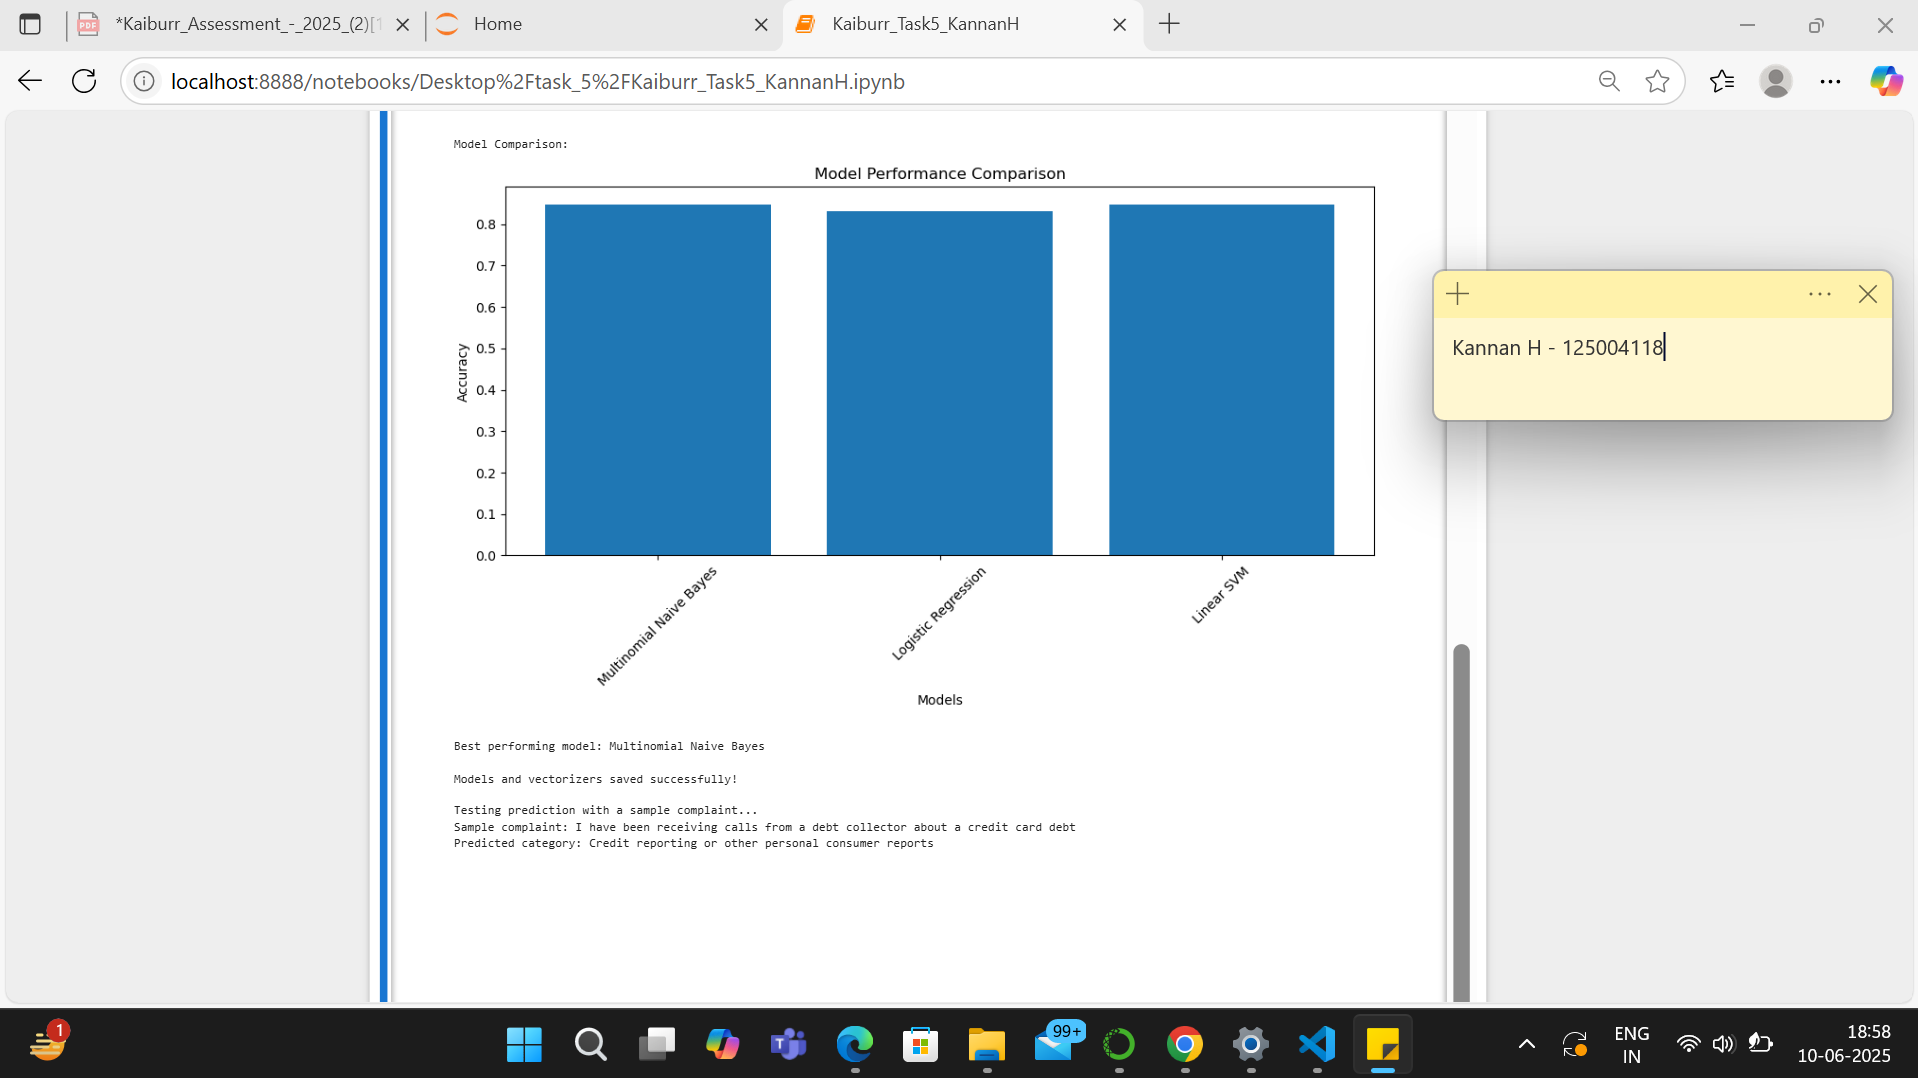 *Kaiburr_Assessment_-_2025_(2)[1
Home
Kaiburr_Task5_KannanH
localhost:8888/notebooks/Desktop%2Ftask_5%2FKaiburr_Task5_KannanH.ipynb
Model Comparison:
Model Performance Comparison
Accuracy
0.8
0.7
0.6
0.5
0.4
0.3
0.2
0.1
0.0
Multinomial Naive Bayes
Logistic Regression
Linear SVM
Models
Best performing model: Multinomial Naive Bayes
Models and vectorizers saved successfully!
Testing prediction with a sample complaint...
Sample complaint: I have been receiving calls from a debt collector about a credit card debt
Predicted category: Credit reporting or other personal consumer reports
Kannan H - 125004118
1
99+
ENG
IN
18:58
10-06-2025